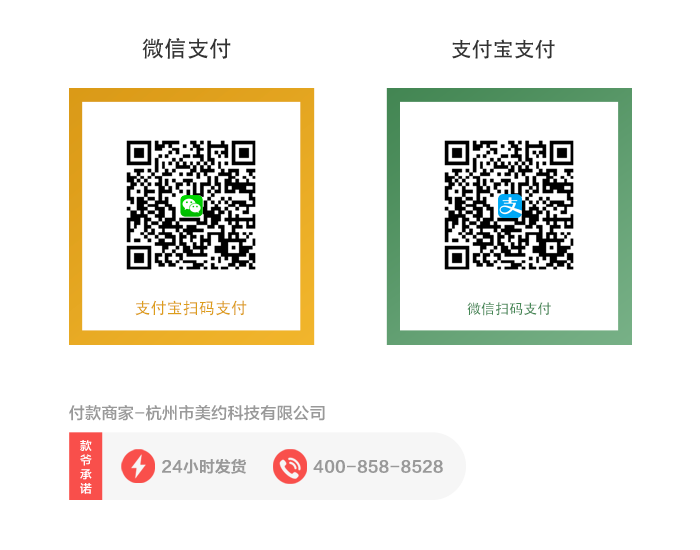 微信支付
支付宝支付
支付宝扫码支付
微信扫码支付
付款商家-杭州市美约科技有限公司
款爷承诺
24小时发货
400-858-8528